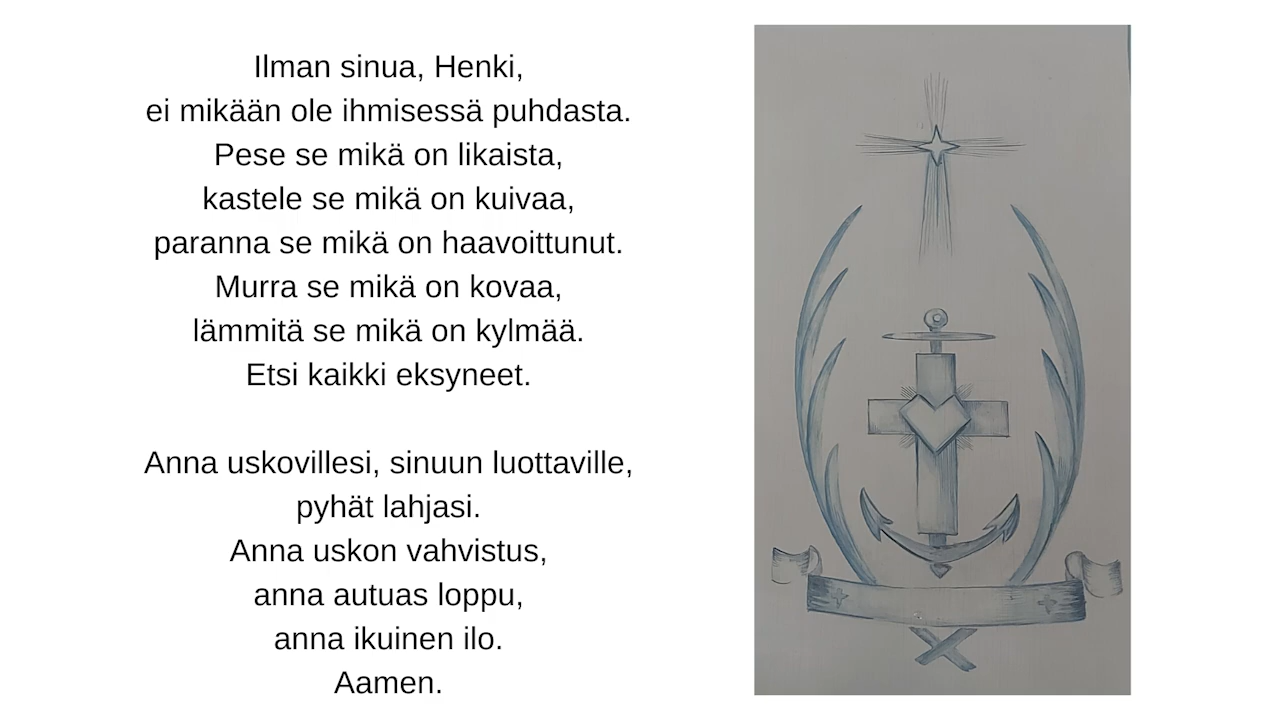 Ilman sinua, Henki,
ei mikään ole ihmisessä puhdasta.
Pese se mikä on likaista,
kastele se mikä on kuivaa,
paranna se mikä on haavoittunut.
Murra se mikä on kovaa,
lämmitä se mikä on kylmää.
Etsi kaikki eksyneet.
Anna uskovillesi, sinuun luottaville,
pyhät lahjasi.
Anna uskon vahvistus,
anna autuas loppu,
anna ikuinen ilo.
Aamen.